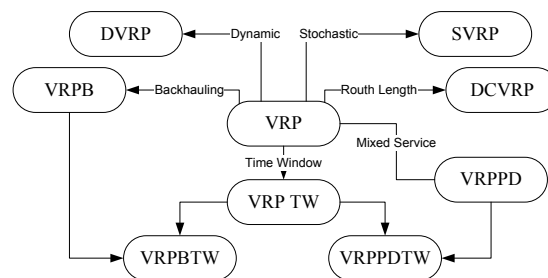 DVRP
Dynamic
Stochastic
SVRP
VRPB
Backhauling
Routh Length
DCVRP
VRP
Mixed Service
Time Window
VRPPD
VRP TW
VRPBTW
VRPPDTW